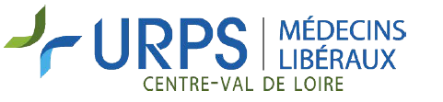 URPS MÉDECINS
LIBÉRAUX
CENTRE-VAL DE LOIRE